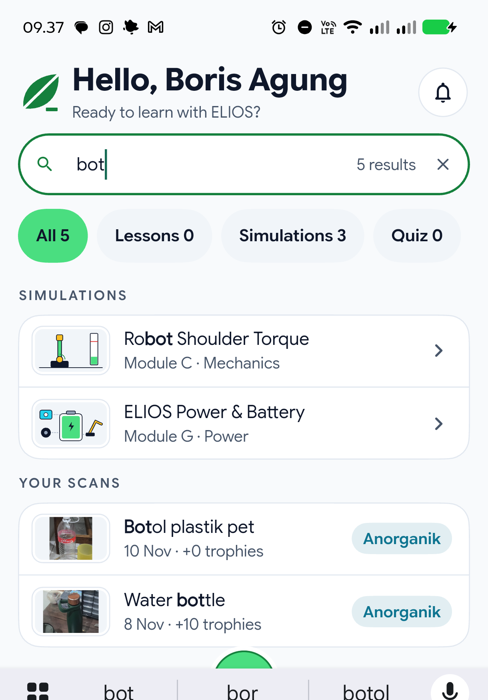 09.37
Vo))
LTE
Hello, Boris Agung
Ready to learn with ELIOS?
bot
5 results
All 5
Lessons 0
Simulations 3
Quiz 0
SIMULATIONS
Robot Shoulder Torque
Module C · Mechanics
ELIOS Power & Battery
Module G · Power
YOUR SCANS
Botol plastik pet
10 Nov · +0 trophies
Anorganik
Water bottle
8 Nov · +10 trophies
Anorganik
bot
bor
botol